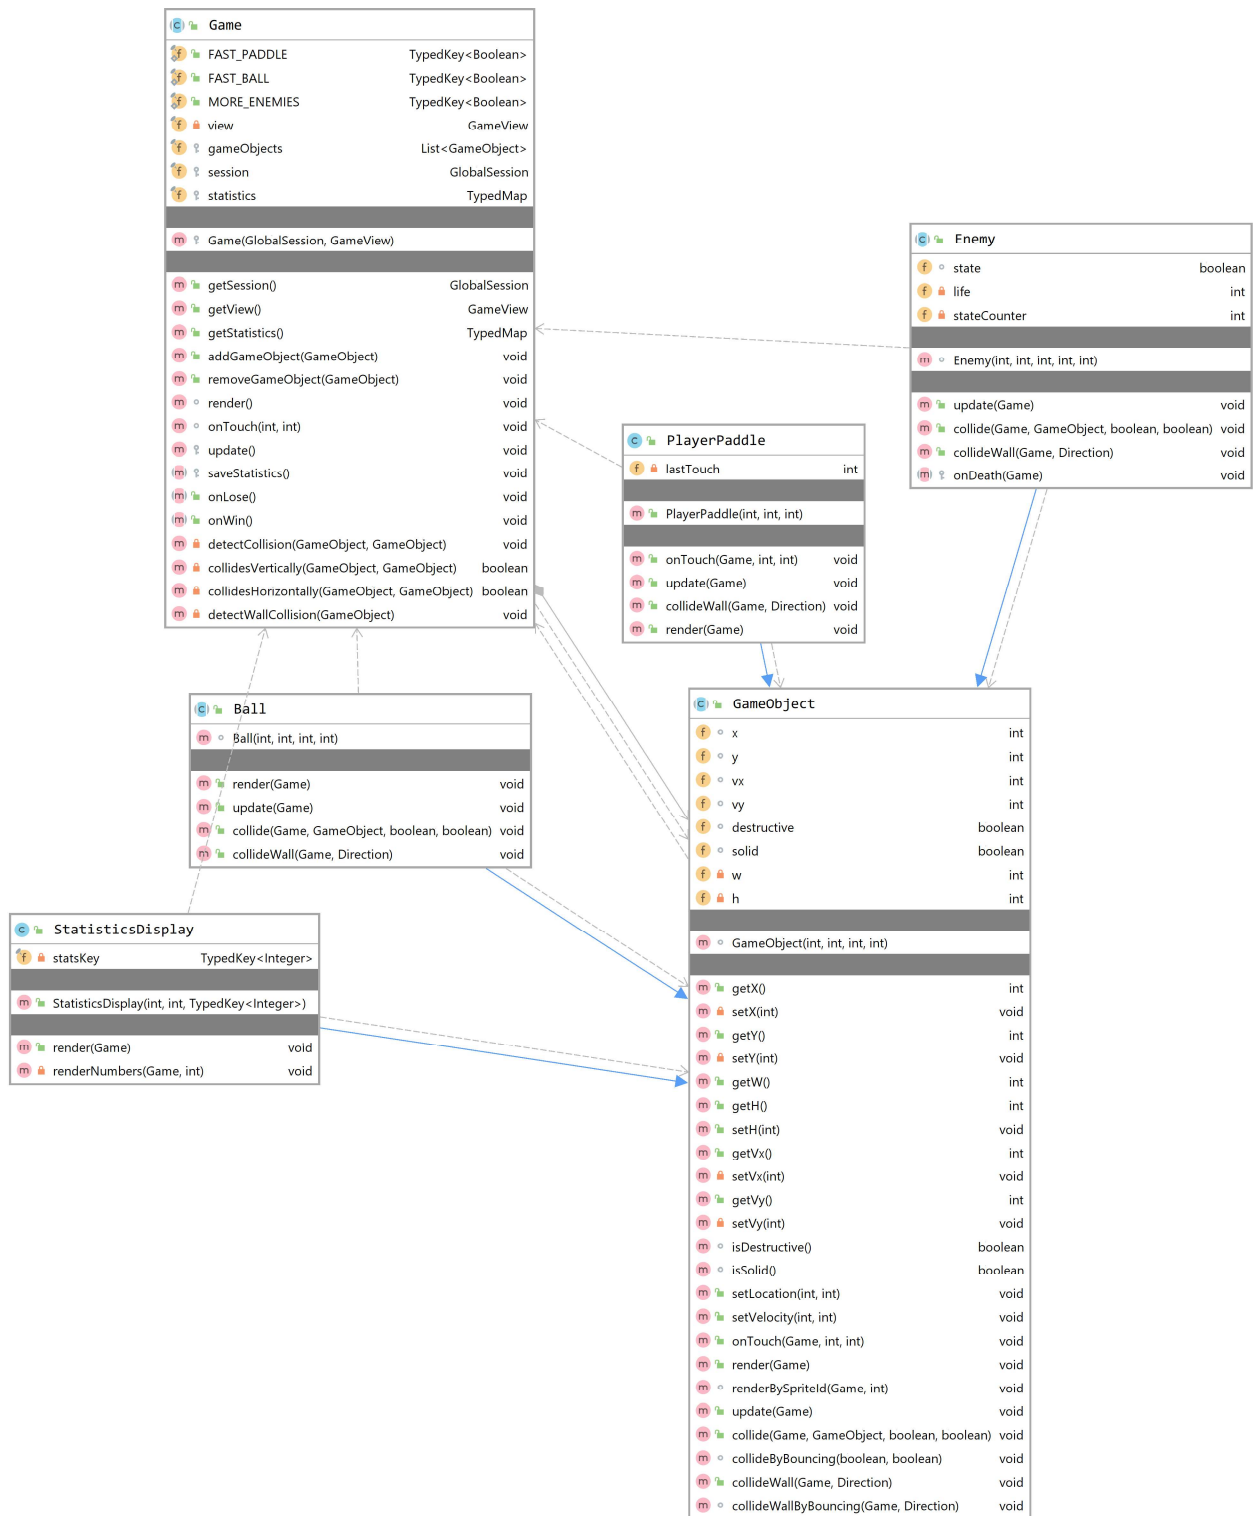 Game
FAST_PADDLE TypedKey<Boolean>
FAST_BALL TypedKey<Boolean>
MORE_ENEMIES TypedKey<Boolean>
view GameView
gameObjects List<GameObject>
session GlobalSession
statistics TypedMap
Game(GlobalSession, GameView)
getSession() GlobalSession
getView() GameView
getStatistics() TypedMap
addGameObject(GameObject) void
removeGameObject(GameObject) void
render() void
onTouch(int, int) void
update() void
saveStatistics() void
onLose() void
onWin() void
detectCollision(GameObject, GameObject) void
collidesVertically(GameObject, GameObject) boolean
collidesHorizontally(GameObject, GameObject) boolean
detectWallCollision(GameObject) void
Enemy
state boolean
life int
stateCounter int
Enemy(int, int, int, int, int)
update(Game) void
collide(Game, GameObject, boolean, boolean) void
collideWall(Game, Direction) void
onDeath(Game) void
PlayerPaddle
lastTouch int
PlayerPaddle(int, int, int)
onTouch(Game, int, int) void
update(Game) void
collideWall(Game, Direction) void
render(Game) void
Ball
Ball(int, int, int, int)
render(Game) void
update(Game) void
collide(Game, GameObject, boolean, boolean) void
collideWall(Game, Direction) void
StatisticsDisplay
statsKey TypedKey<Integer>
StatisticsDisplay(int, int, TypedKey<Integer>)
render(Game) void
renderNumbers(Game, int) void
GameObject
x int
y int
vx int
vy int
destructive boolean
solid boolean
w int
h int
GameObject(int, int, int, int)
getX() int
setX(int) void
getY() int
setY(int) void
getW() int
getH() int
setH(int) void
getVx() int
setVx(int) void
getVy() int
setVy(int) void
isDestructive() boolean
isSolid() boolean
setLocation(int, int) void
setVelocity(int, int) void
onTouch(Game, int, int) void
render(Game) void
renderBySpriteId(Game, int) void
update(Game) void
collide(Game, GameObject, boolean, boolean) void
collideByBouncing(boolean, boolean) void
collideWall(Game, Direction) void
collideWallByBouncing(Game, Direction) void